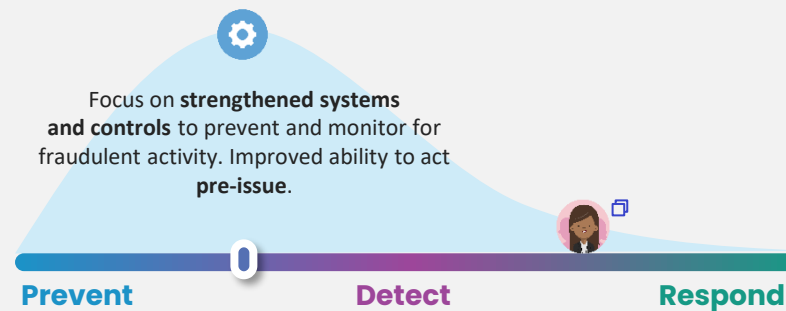 Focus on strengthened systems
and controls to prevent and monitor for
fraudulent activity. Improved ability to act
pre-issue.
Prevent Detect Respond